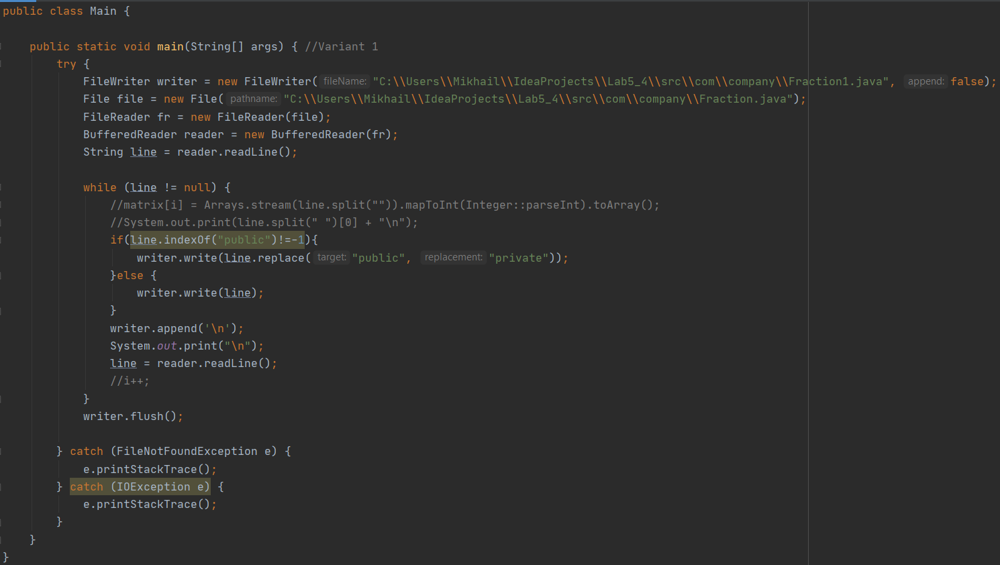 public class Main {
public static void main(String[] args) { //Variant 1
try {
FileWriter writer = new FileWriter( fileName: "C:\\Users\\Mikhail\\IdeaProjects\\Lab5_4\\src\\com\\company\\Fraction1.java", append: false);
File file = new File( pathname: "C:\\Users\\Mikhail\\IdeaProjects\\Lab5_4\\src\\com\\company\\Fraction.java");
FileReader fr = new FileReader(file);
BufferedReader reader = new BufferedReader(fr);
String line = reader.readLine();
while (line != null) {
//matrix[i] = Arrays.stream(line.split("")).mapToInt(Integer::parseInt).toArray();
//System.out.print(line.split(" ")[0] + "\n");
if(line.indexOf("public")!=-1){
writer.write(line.replace( target: "public", replacement: "private"));
}else {
writer.write(line);
}
writer.append('\n');
System.out.print("\n");
line = reader.readLine();
//i++;
}
writer.flush();
} catch (FileNotFoundException e) {
e.printStackTrace();
} catch (IOException e) {
e.printStackTrace();
}
}
}